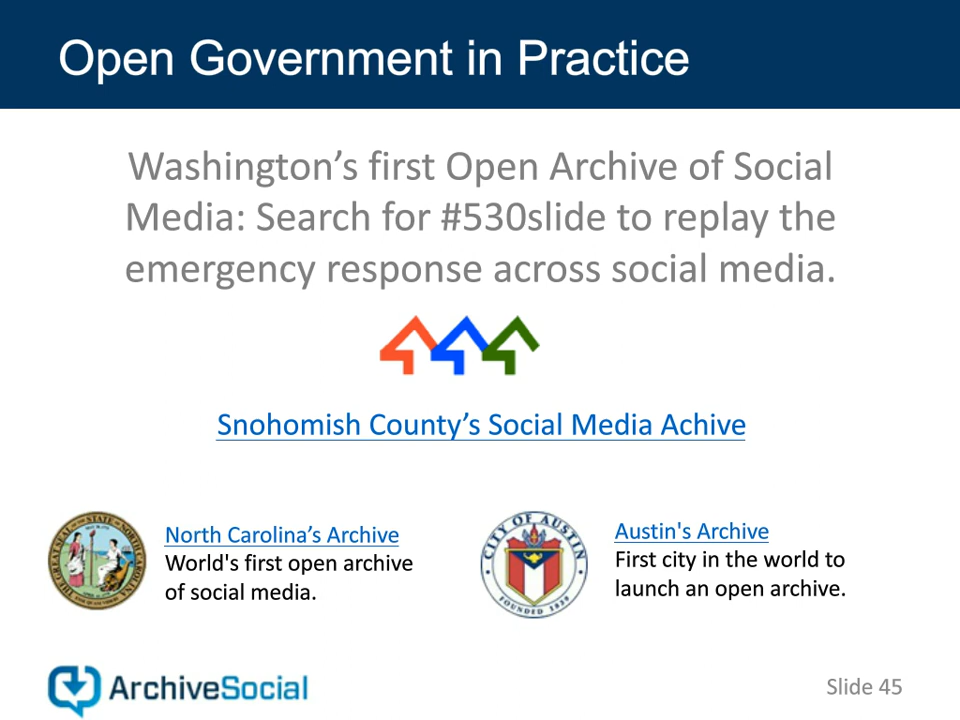 Open Government in Practice
Washington’s first Open Archive of Social
Media: Search for #530slide to replay the
emergency response across social media.
Snohomish County’s Social Media Achive
North Carolina’s Archive
World's first open archive
of social media.
CITY OF AUSTIN
FOUNDED 1839
Austin's Archive
First city in the world to
launch an open archive.
ArchiveSocial
Slide 45